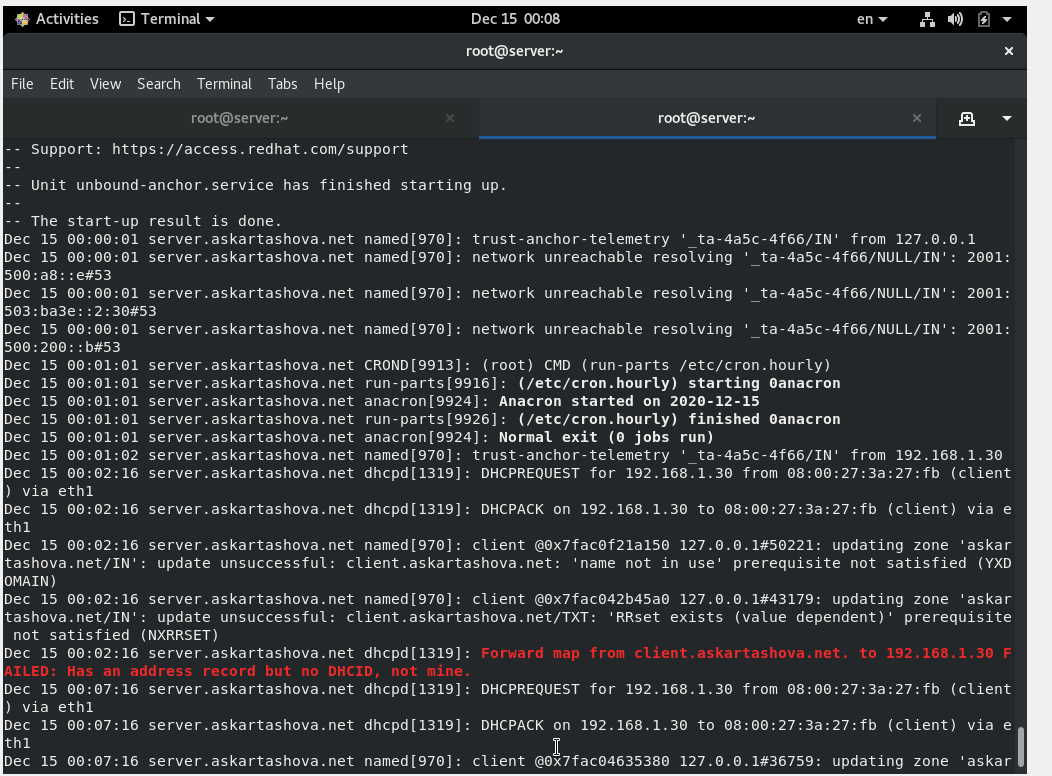 Activities Terminal Dec 15 00:08 en
root@server:~ ×
File Edit View Search Terminal Tabs Help
root@server:~ × root@server:~ ×
-- Support: https://access.redhat.com/support
--
-- Unit unbound-anchor.service has finished starting up.
--
-- The start-up result is done.
Dec 15 00:00:01 server.askartashova.net named[970]: trust-anchor-telemetry '_ta-4a5c-4f66/IN' from 127.0.0.1
Dec 15 00:00:01 server.askartashova.net named[970]: network unreachable resolving '_ta-4a5c-4f66/NULL/IN': 2001:
500:a8::e#53
Dec 15 00:00:01 server.askartashova.net named[970]: network unreachable resolving '_ta-4a5c-4f66/NULL/IN': 2001:
503:ba3e::2:30#53
Dec 15 00:00:01 server.askartashova.net named[970]: network unreachable resolving '_ta-4a5c-4f66/NULL/IN': 2001:
500:200::b#53
Dec 15 00:01:01 server.askartashova.net CROND[9913]: (root) CMD (run-parts /etc/cron.hourly)
Dec 15 00:01:01 server.askartashova.net run-parts[9916]: (/etc/cron.hourly) starting 0anacron
Dec 15 00:01:01 server.askartashova.net anacron[9924]: Anacron started on 2020-12-15
Dec 15 00:01:01 server.askartashova.net run-parts[9926]: (/etc/cron.hourly) finished 0anacron
Dec 15 00:01:01 server.askartashova.net anacron[9924]: Normal exit (0 jobs run)
Dec 15 00:01:02 server.askartashova.net named[970]: trust-anchor-telemetry '_ta-4a5c-4f66/IN' from 192.168.1.30
Dec 15 00:02:16 server.askartashova.net dhcpd[1319]: DHCPREQUEST for 192.168.1.30 from 08:00:27:3a:27:fb (client
) via eth1
Dec 15 00:02:16 server.askartashova.net dhcpd[1319]: DHCPACK on 192.168.1.30 to 08:00:27:3a:27:fb (client) via e
th1
Dec 15 00:02:16 server.askartashova.net named[970]: client @0x7fac0f21a150 127.0.0.1#50221: updating zone 'askar
tashova.net/IN': update unsuccessful: client.askartashova.net: 'name not in use' prerequisite not satisfied (YXD
OMAIN)
Dec 15 00:02:16 server.askartashova.net named[970]: client @0x7fac042b45a0 127.0.0.1#43179: updating zone 'askar
tashova.net/IN': update unsuccessful: client.askartashova.net/TXT: 'RRset exists (value dependent)' prerequisite
not satisfied (NXRRSET)
Dec 15 00:02:16 server.askartashova.net dhcpd[1319]: Forward map from client.askartashova.net. to 192.168.1.30 F
AILED: Has an address record but no DHCID, not mine.
Dec 15 00:07:16 server.askartashova.net dhcpd[1319]: DHCPREQUEST for 192.168.1.30 from 08:00:27:3a:27:fb (client
) via eth1
Dec 15 00:07:16 server.askartashova.net dhcpd[1319]: DHCPACK on 192.168.1.30 to 08:00:27:3a:27:fb (client) via e
th1
Dec 15 00:07:16 server.askartashova.net named[970]: client @0x7fac04635380 127.0.0.1#36759: updating zone 'askar